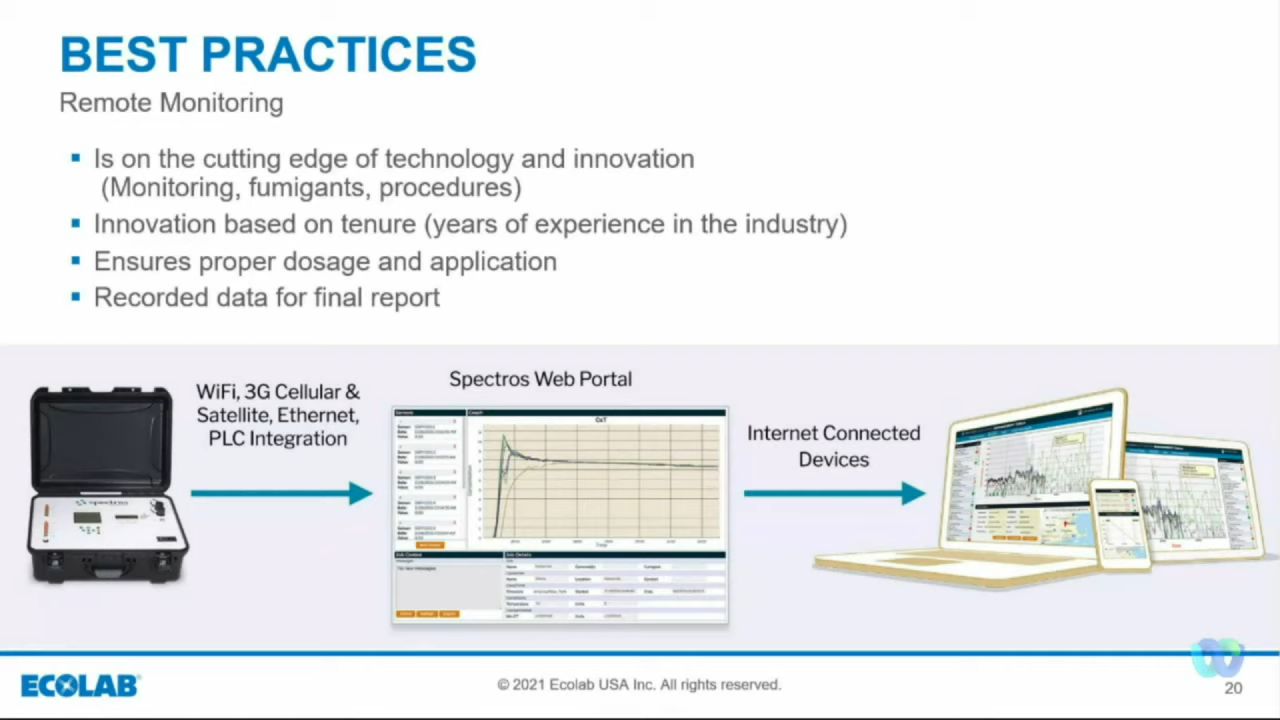 BEST PRACTICES
Remote Monitoring
Is on the cutting edge of technology and innovation
(Monitoring, fumigants, procedures)
Innovation based on tenure (years of experience in the industry)
Ensures proper dosage and application
Recorded data for final report
WiFi, 3G Cellular &
Satellite, Ethernet,
PLC Integration
Spectros Web Portal
Internet Connected
Devices
spectros
ECOLAB®
© 2021 Ecolab USA Inc. All rights reserved.
20